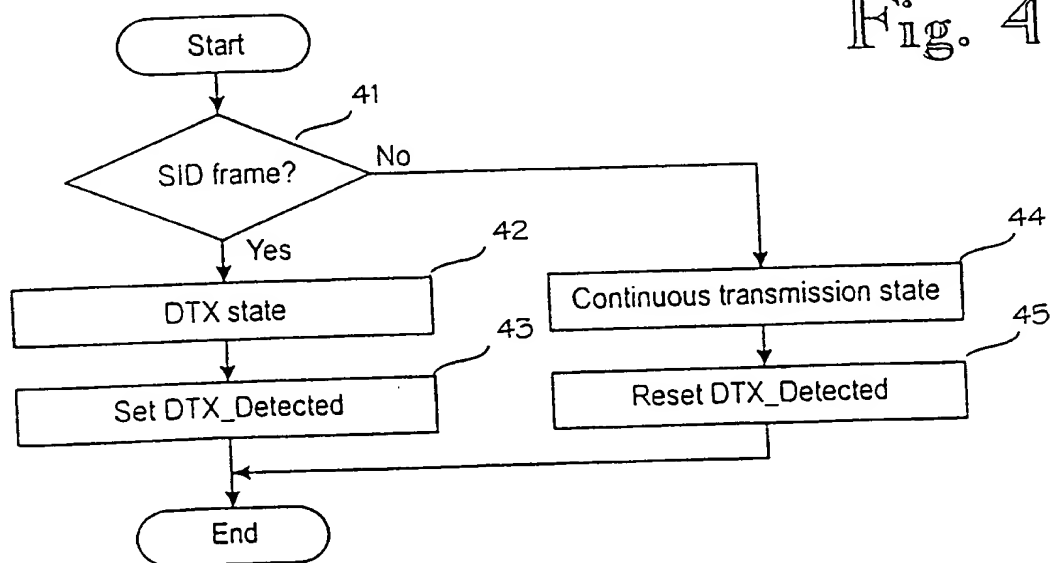 Fig. 4
Start
41
SID frame?
No
Yes
42
DTX state
43
Set DTX_Detected
44
Continuous transmission state
45
Reset DTX_Detected
End